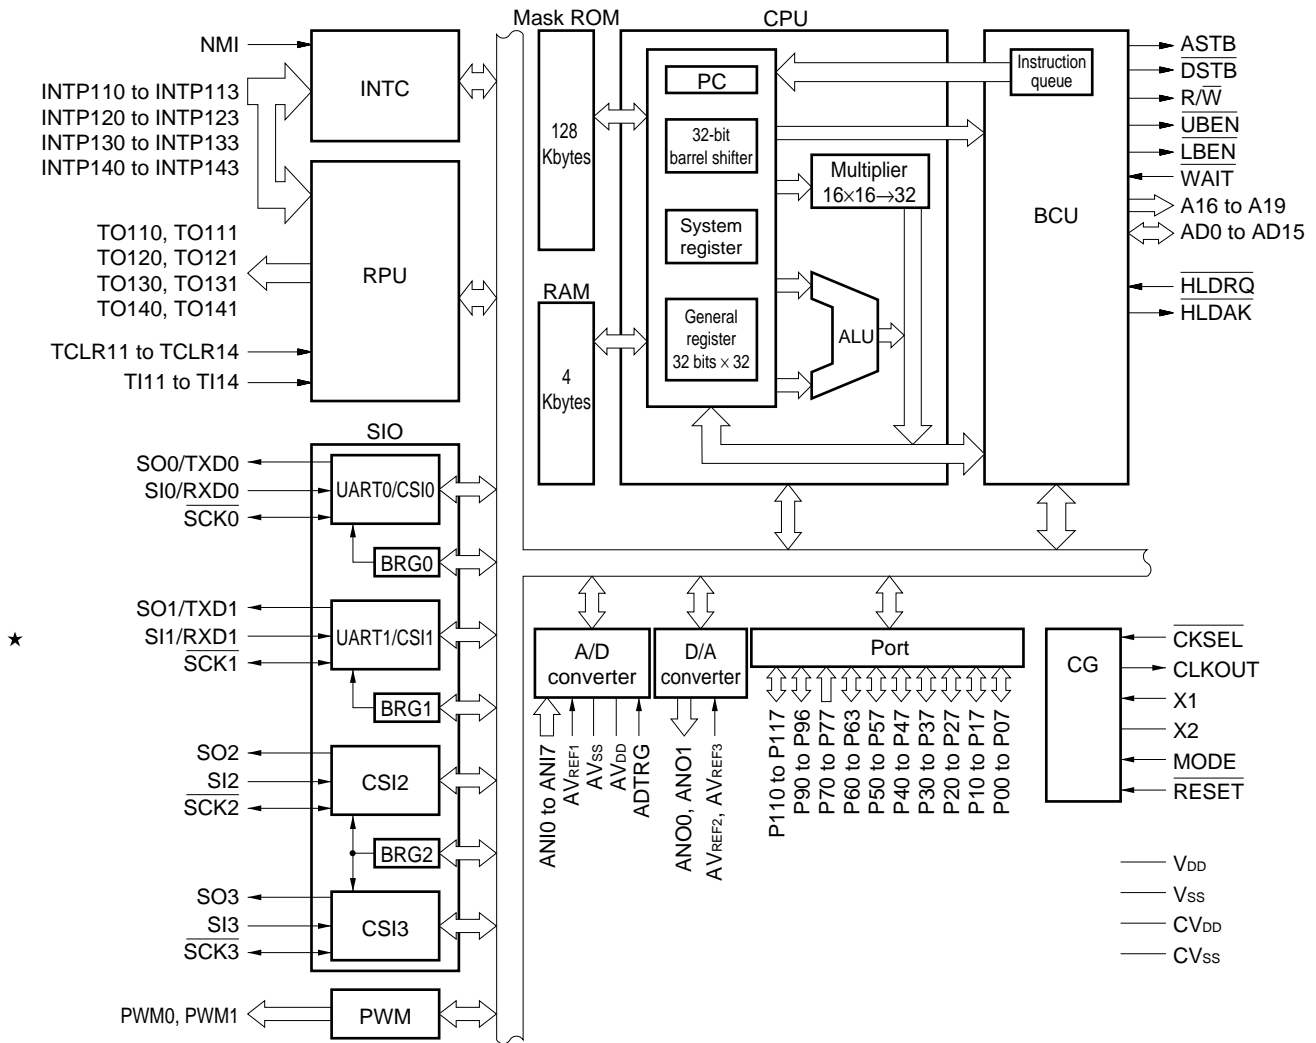 Mask ROM
CPU
NMI
INTP110 to INTP113
INTP120 to INTP123
INTP130 to INTP133
INTP140 to INTP143
INTC
TO110, TO111
TO120, TO121
TO130, TO131
TO140, TO141
RPU
TCLR11 to TCLR14
TI11 to TI14
128
Kbytes
RAM
4
Kbytes
PC
32-bit
barrel shifter
System
register
General
register
32 bits × 32
Multiplier
16×16→32
ALU
Instruction
queue
BCU
ASTB
DSTB
R/W
UBEN
LBEN
WAIT
A16 to A19
AD0 to AD15
HLDRQ
HLDAK
SIO
SO0/TXD0
SI0/RXD0
SCK0
UART0/CSI0
BRG0
★
SO1/TXD1
SI1/RXD1
SCK1
UART1/CSI1
BRG1
SO2
SI2
SCK2
CSI2
BRG2
SO3
SI3
SCK3
CSI3
PWM0, PWM1
PWM
A/D
converter
ANI0 to ANI7
AVREF1
AVSS
AVDD
ADTRG
D/A
converter
ANO0, ANO1
AVREF2, AVREF3
Port
P110 to P117
P90 to P96
P70 to P77
P60 to P63
P50 to P57
P40 to P47
P30 to P37
P20 to P27
P10 to P17
P00 to P07
CG
CKSEL
CLKOUT
X1
X2
MODE
RESET
VDD
VSS
CVDD
CVSS